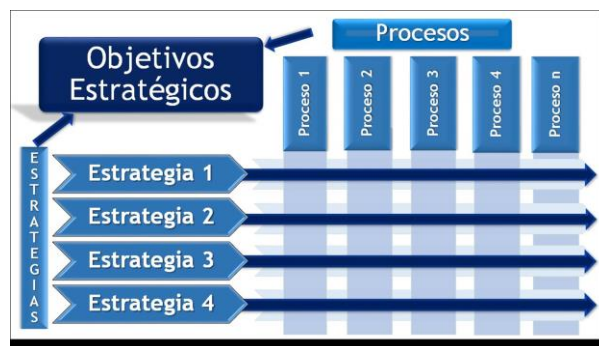 Procesos
Objetivos
Estratégicos
Proceso 1
Proceso 2
Proceso 3
Proceso 4
Proceso n
ESTRATEGIAS
Estrategia 1
Estrategia 2
Estrategia 3
Estrategia 4